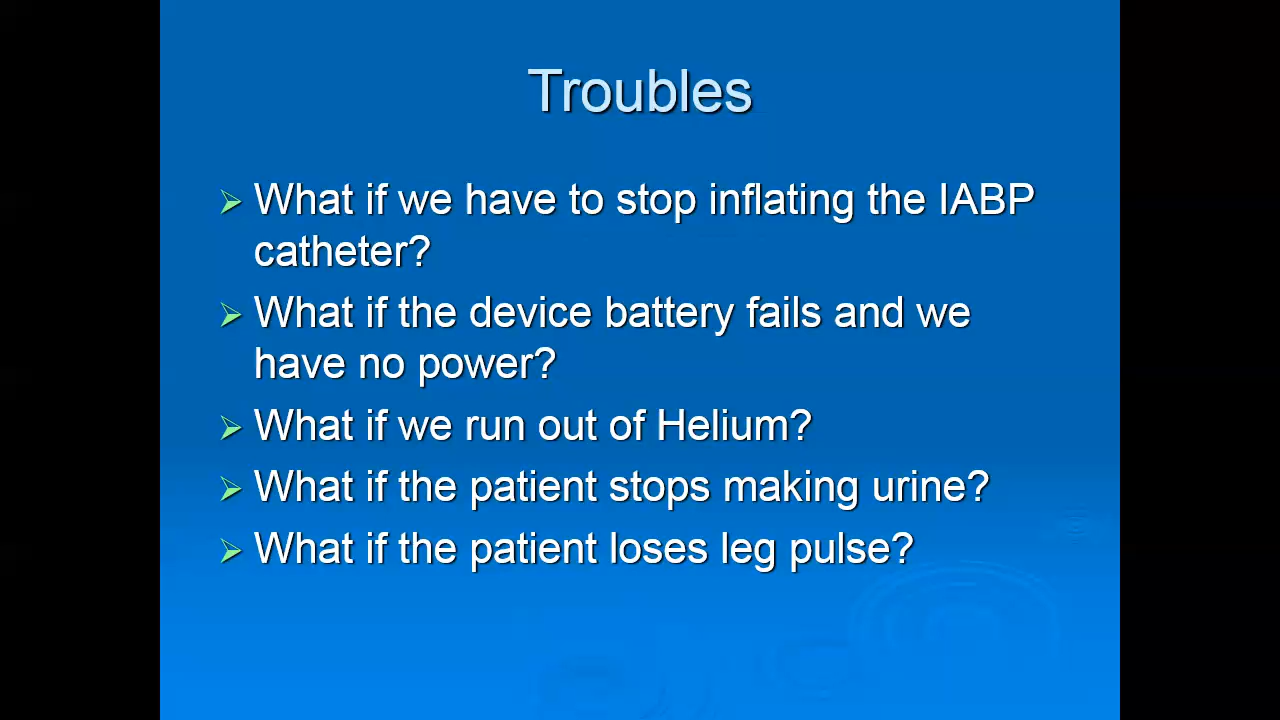 Troubles
What if we have to stop inflating the IABP
catheter?
What if the device battery fails and we
have no power?
What if we run out of Helium?
What if the patient stops making urine?
What if the patient loses leg pulse?